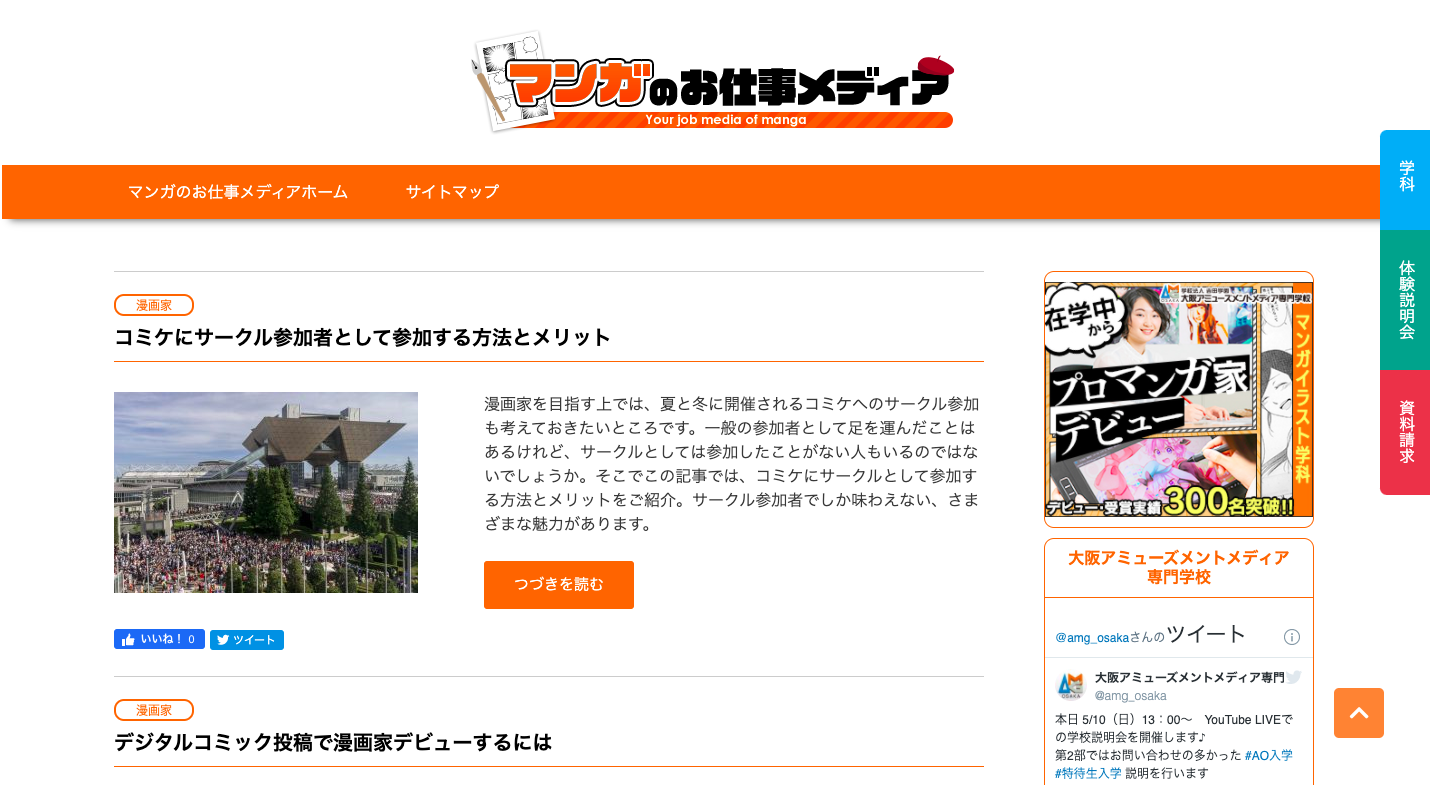 マンガのお仕事メディア
Your job media of manga
マンガのお仕事メディアホーム
サイトマップ
学科
体験説明会
資料請求
漫画家
コミケにサークル参加者として参加する方法とメリット
漫画家を目指す上では、夏と冬に開催されるコミケへのサークル参加
も考えておきたいところです。一般の参加者として足を運んだことは
あるけれど、サークルとしては参加したことがない人もいるのではな
いでしょうか。そこでこの記事では、コミケにサークルとして参加す
る方法とメリットをご紹介。サークル参加者でしか味わえない、さま
ざまな魅力があります。
つづきを読む
いいね！ 0
ツイート
漫画家
デジタルコミック投稿で漫画家デビューするには
学校法人 吉田学園
大阪アミューズメントメディア専門学校
在学中
から
プロマンガ家
デビュー
マンガイラスト学科
デビュー・受賞実績300名突破!!
大阪アミューズメントメディア
専門学校
@amg_osakaさんのツイート
大阪アミューズメントメディア専門
@amg_osaka
本日 5/10（日）13：00〜　YouTube LIVEで
の学校説明会を開催します♪
第2部ではお問い合わせの多かった #AO入学
#特待生入学 説明を行います